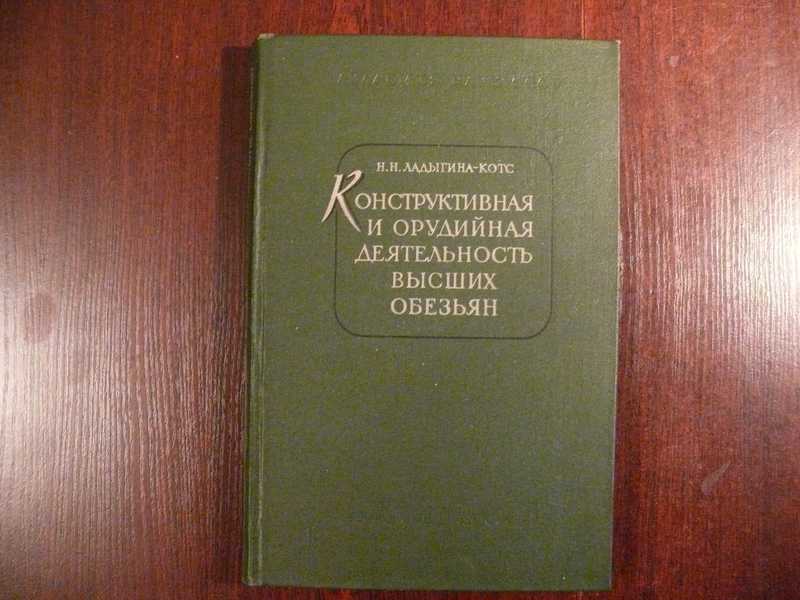 Н.Н. ЛАДЫГИНА-КОТС
КОНСТРУКТИВНАЯ
И ОРУДИЙНАЯ
ДЕЯТЕЛЬНОСТЬ
ВЫСШИХ
ОБЕЗЬЯН